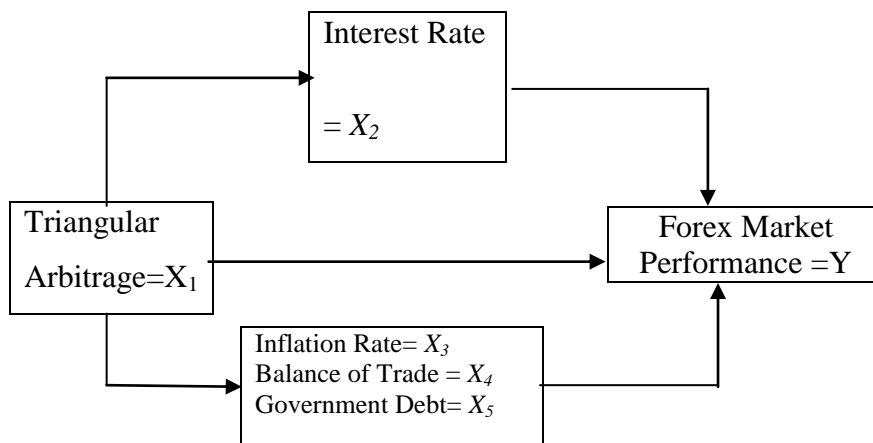 Interest Rate
= X2
Triangular
Arbitrage=X1
Forex Market
Performance =Y
Inflation Rate= X3
Balance of Trade = X4
Government Debt= X5